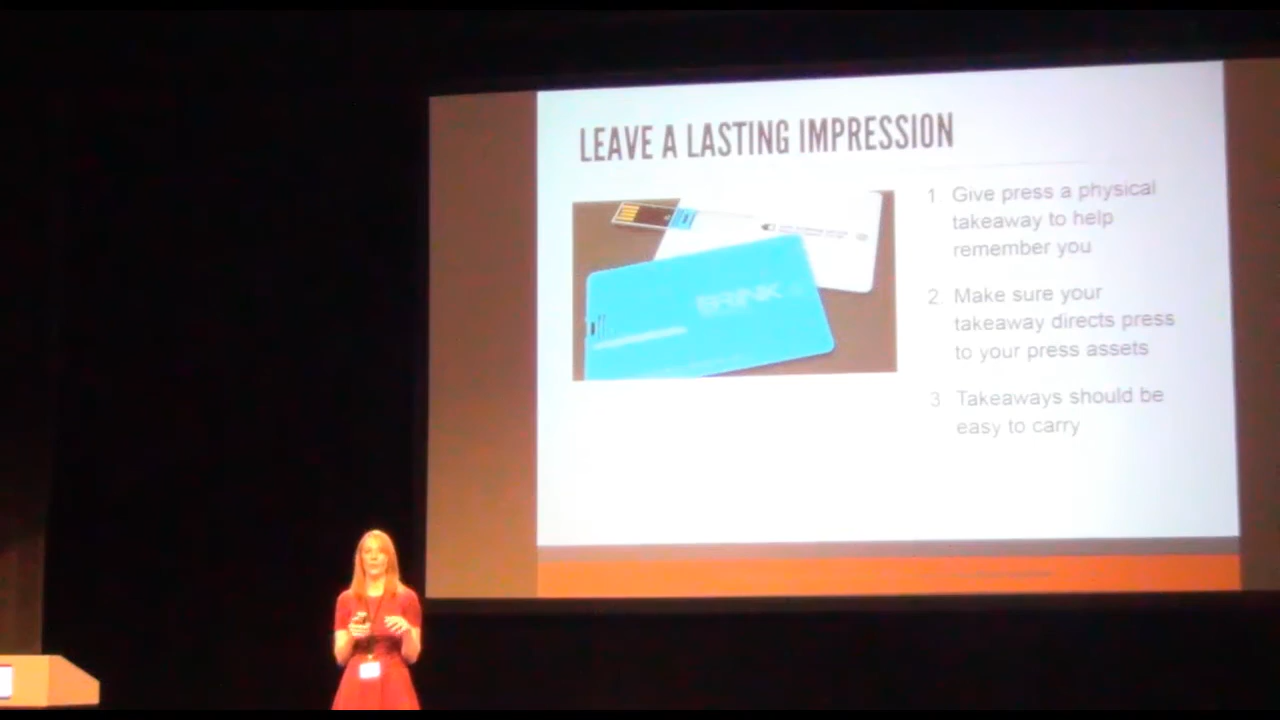 LEAVE A LASTING IMPRESSION
1. Give press a physical
takeaway to help
remember you
2. Make sure your
takeaway directs press
to your press assets
3 Takeaways should be
easy to carry
BRINK